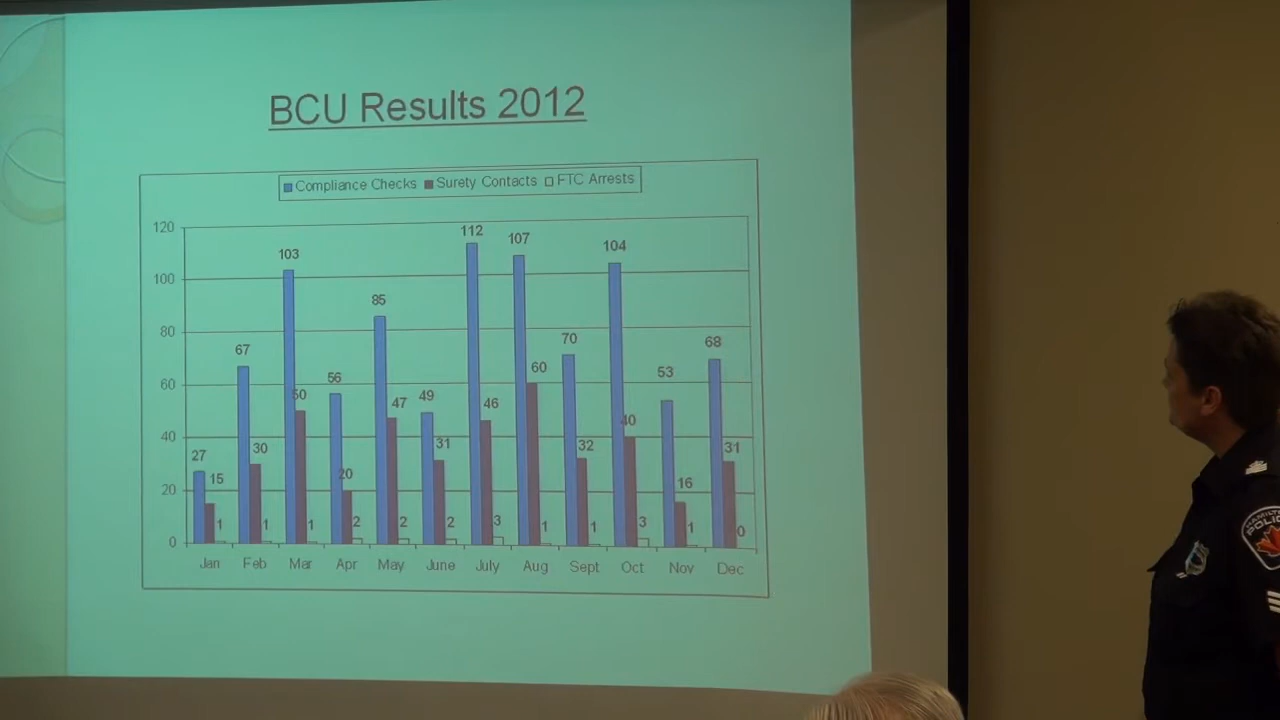 BCU Results 2012
Compliance Checks Surety Contacts FTC Arrests
120
100
80
60
40
20
0
27 15 1
67 30 1
103 50 1
56 20 2
85 47 2
49 31 2
112 46 3
107 60 1
70 32 1
104 40 3
53 16 1
68 31 0
Jan Feb Mar Apr May June July Aug Sept Oct Nov Dec